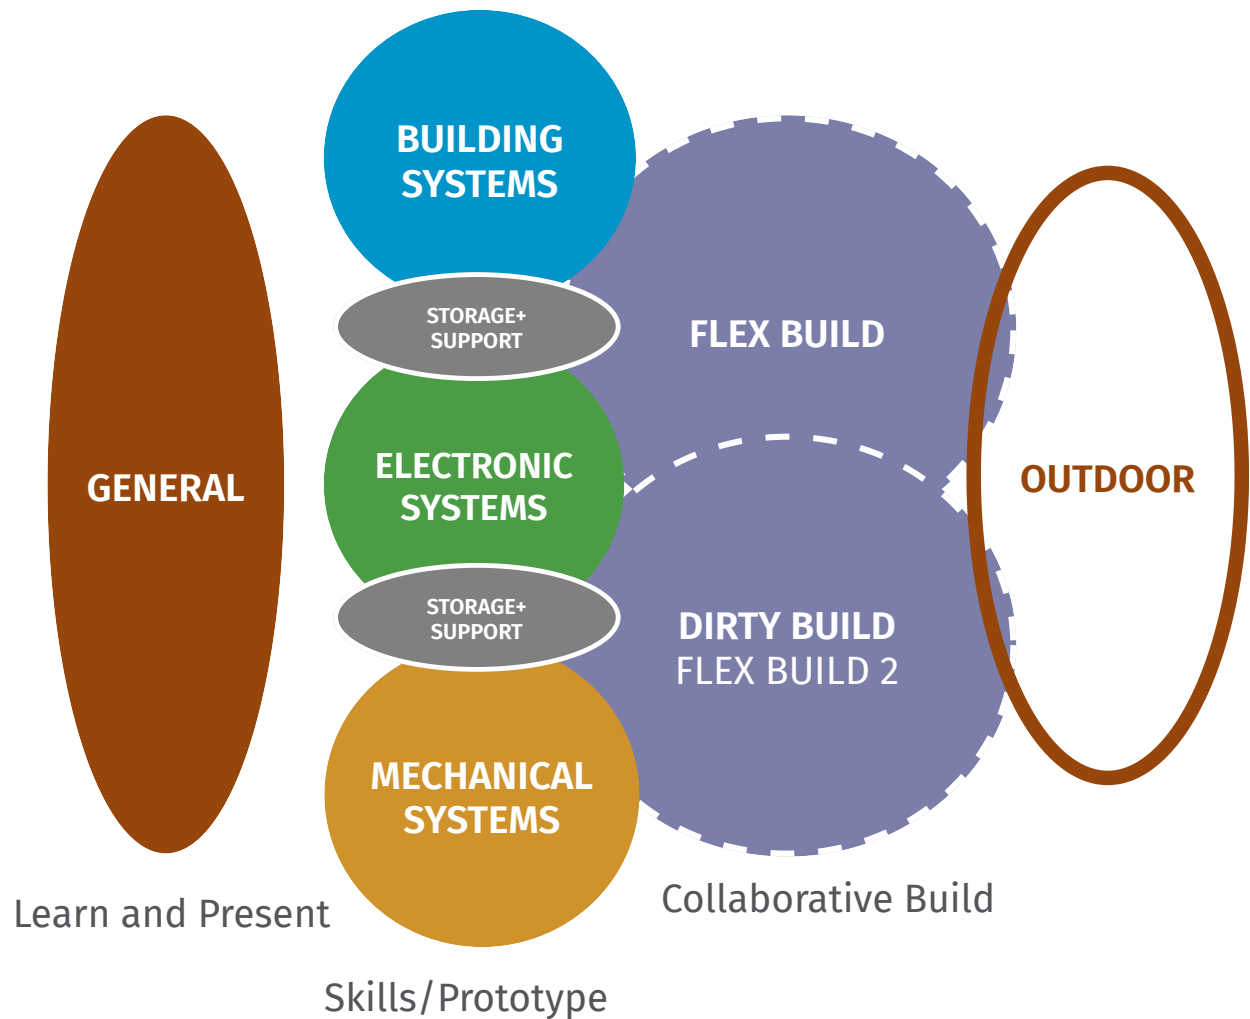 GENERAL
Learn and Present
BUILDING
SYSTEMS
STORAGE+
SUPPORT
ELECTRONIC
SYSTEMS
STORAGE+
SUPPORT
MECHANICAL
SYSTEMS
Skills/Prototype
FLEX BUILD
DIRTY BUILD
FLEX BUILD 2
Collaborative Build
OUTDOOR